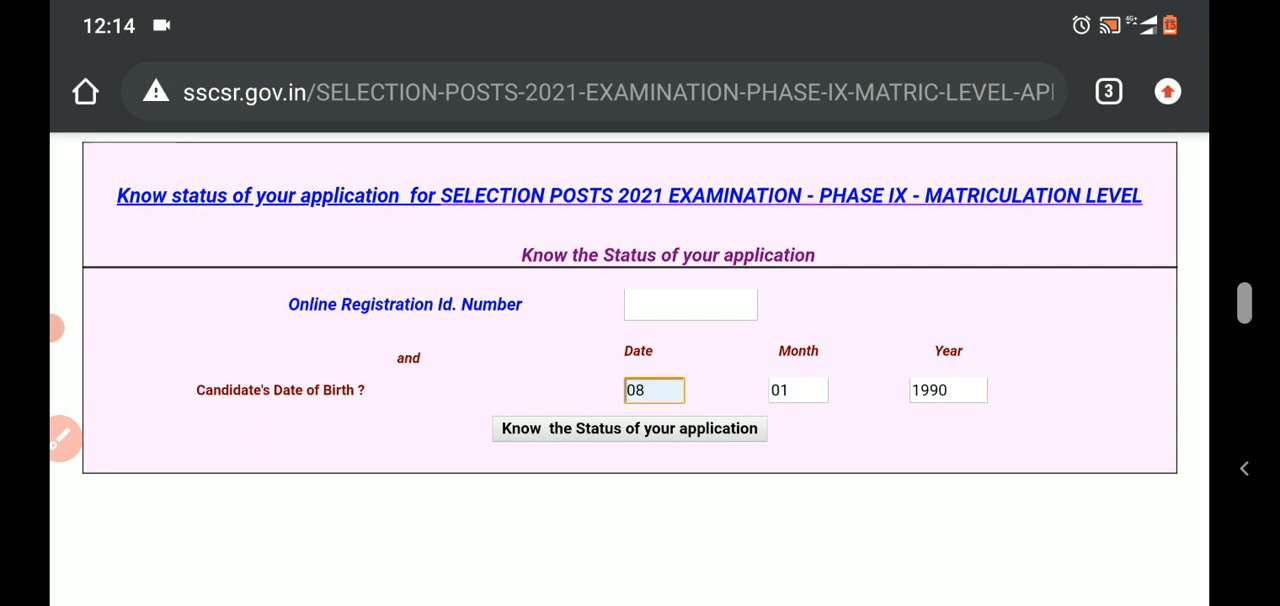 12:14
4G+ 15
sscsr.gov.in/SELECTION-POSTS-2021-EXAMINATION-PHASE-IX-MATRIC-LEVEL-API
3
Know status of your application for SELECTION POSTS 2021 EXAMINATION - PHASE IX - MATRICULATION LEVEL
Know the Status of your application
Online Registration Id. Number
Date Month Year
and
Candidate's Date of Birth ? 08 01 1990
Know the Status of your application